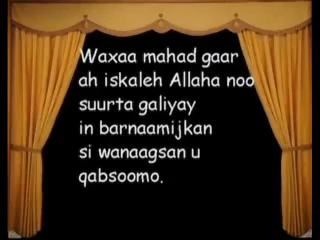 Waxaa mahad gaar
ah iskaleh Allaha noo
suurta galiyay
in barnaamijkan
si wanaagsan u
qabsoomo.